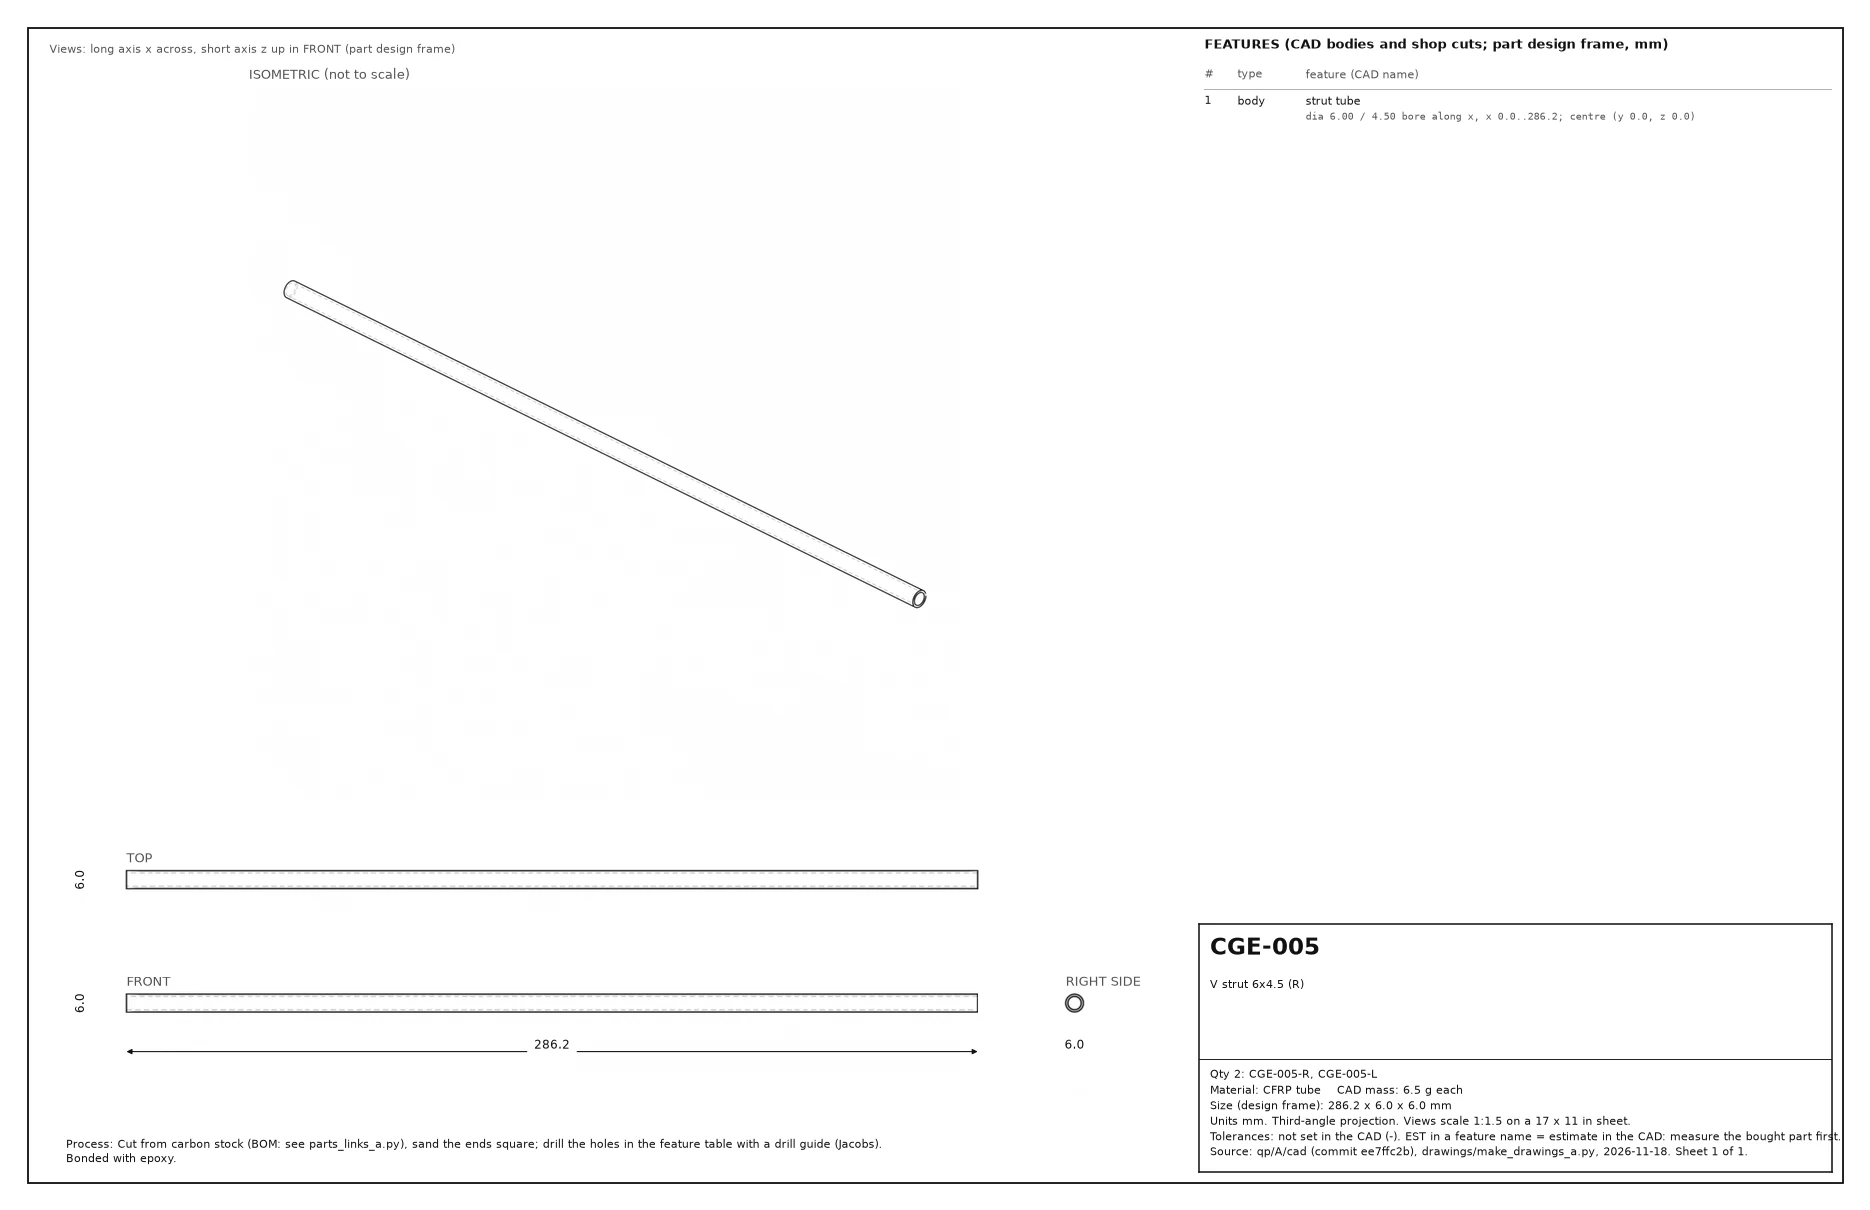 Views: long axis x across, short axis z up in FRONT (part design frame)
ISOMETRIC (not to scale)
FEATURES (CAD bodies and shop cuts; part design frame, mm)
# type feature (CAD name)
1 body strut tube
dia 6.00 / 4.50 bore along x, x 0.0..286.2; centre (y 0.0, z 0.0)
TOP
6.0
FRONT
6.0
286.2
RIGHT SIDE
6.0
Process: Cut from carbon stock (BOM: see parts_links_a.py), sand the ends square; drill the holes in the feature table with a drill guide (Jacobs).
Bonded with epoxy.
CGE-005
V strut 6x4.5 (R)
Qty 2: CGE-005-R, CGE-005-L
Material: CFRP tube CAD mass: 6.5 g each
Size (design frame): 286.2 x 6.0 x 6.0 mm
Units mm. Third-angle projection. Views scale 1:1.5 on a 17 x 11 in sheet.
Tolerances: not set in the CAD (-). EST in a feature name = estimate in the CAD: measure the bought part first.
Source: qp/A/cad (commit ee7ffc2b), drawings/make_drawings_a.py, 2026-11-18. Sheet 1 of 1.